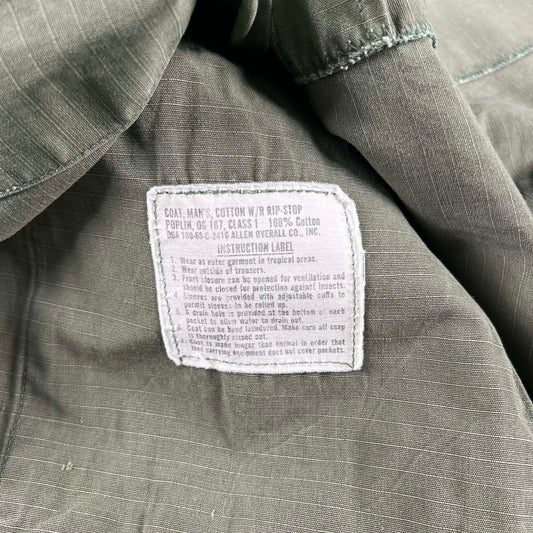 COAT, MAN'S, COTTON W/R RIP-STOP
POPLIN, OG 107, CLASS 1 100% Cotton
DSA 100-68-C-2416 ALLEN OVERALL CO., INC.
INSTRUCTION LABEL
1. Wear as outer garment in tropical areas.
2. Wear outside of trousers.
3. Front closure can be opened for ventilation and
should be closed for protection against insects.
4. Sleeves are provided with adjustable cuffs to
permit sleeves to be rolled up.
5. A drain hole is provided at the bottom of each
pocket to allow water to drain out.
6. Coat can be hand laundered. Make sure all soap
is thoroughly rinsed out.
7. Coat is made longer than normal in order that
load carrying equipment does not cover pockets.